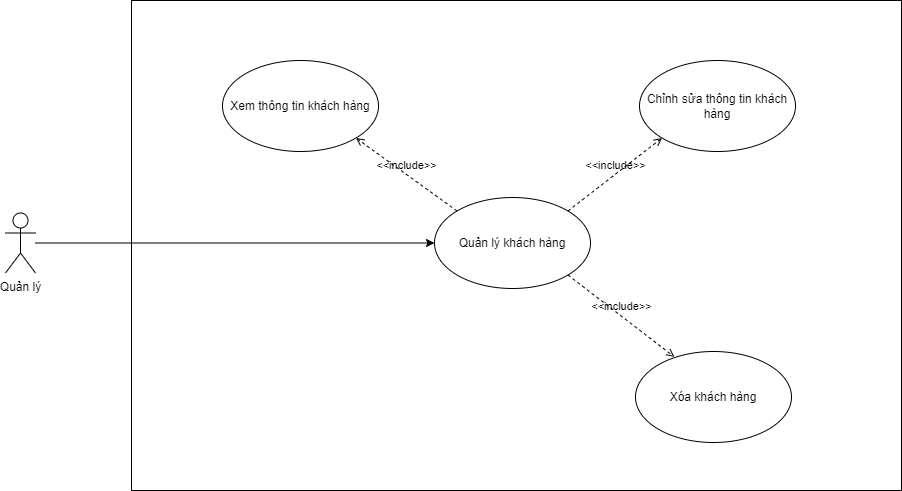 Xem thông tin khách hàng
Chỉnh sửa thông tin khách
hàng
<<include>>
<<include>>
Quản lý khách hàng
Quản lý
<<include>>
Xóa khách hàng